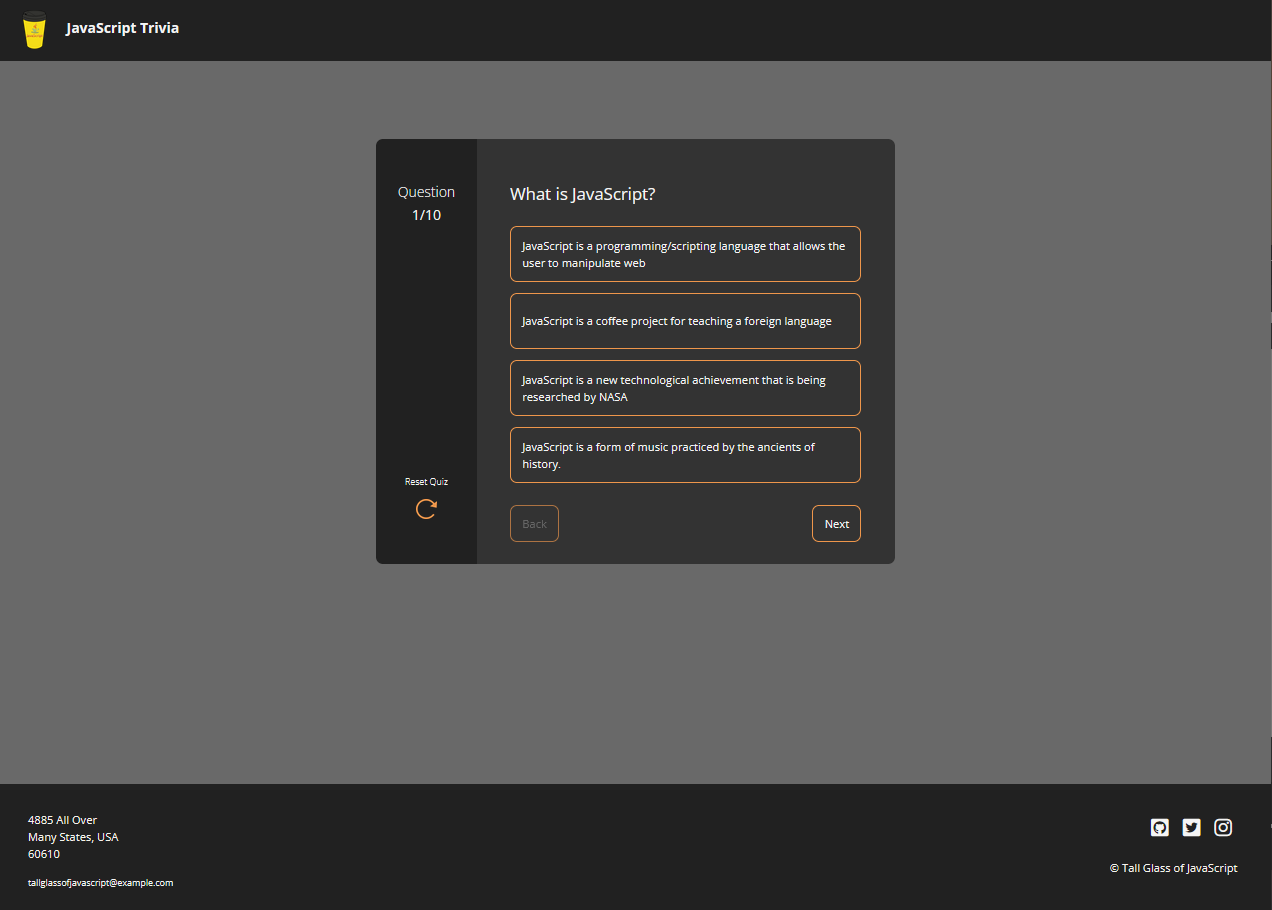 JavaScript Trivia
Question
1/10
What is JavaScript?
JavaScript is a programming/scripting language that allows the
user to manipulate web
JavaScript is a coffee project for teaching a foreign language
JavaScript is a new technological achievement that is being
researched by NASA
JavaScript is a form of music practiced by the ancients of
history.
Reset Quiz
Back
Next
4885 All Over
Many States, USA
60610
tallglassofjavascript@example.com
© Tall Glass of JavaScript